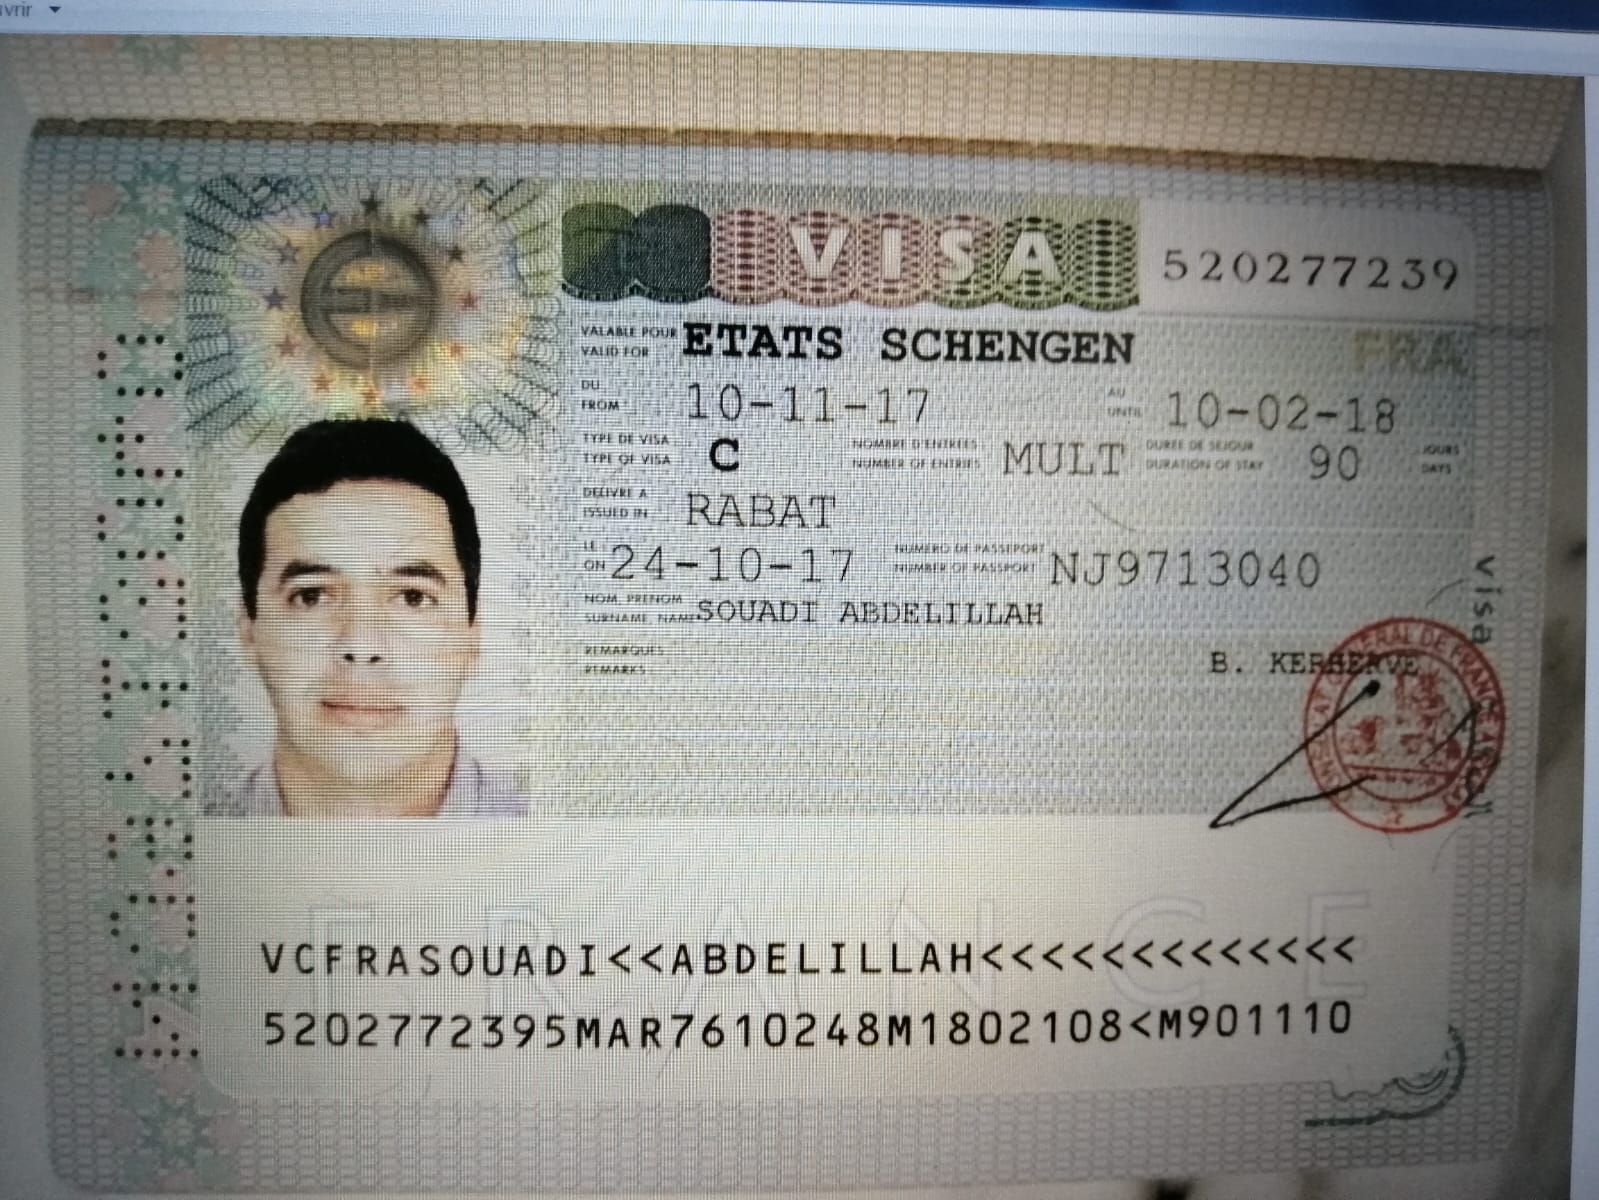 VISA
520277239
VALABLE POUR
VALID FOR
ETATS SCHENGEN
FRA
DU
FROM
10-11-17
AU
UNTIL
10-02-18
TYPE DE VISA
TYPE OF VISA
C
NOMBRE D'ENTREES
NUMBER OF ENTRIES
MULT
DUREE DE SEJOUR
DURATION OF STAY
90
JOURS
DAYS
DELIVRE A
ISSUED IN
RABAT
LE
ON
24-10-17
NUMERO DE PASSEPORT
NUMBER OF PASSPORT
NJ9713040
NOM, PRENOM
SURNAME, NAME
SOUADI ABDELILLAH
REMARQUES
REMARKS
B. KERHERVE
visa
FRANCE
VCFRASOUADI<<ABDELILLAH<<<<<<<<<<<<<
5202772395MAR7610248M1802108<M901110